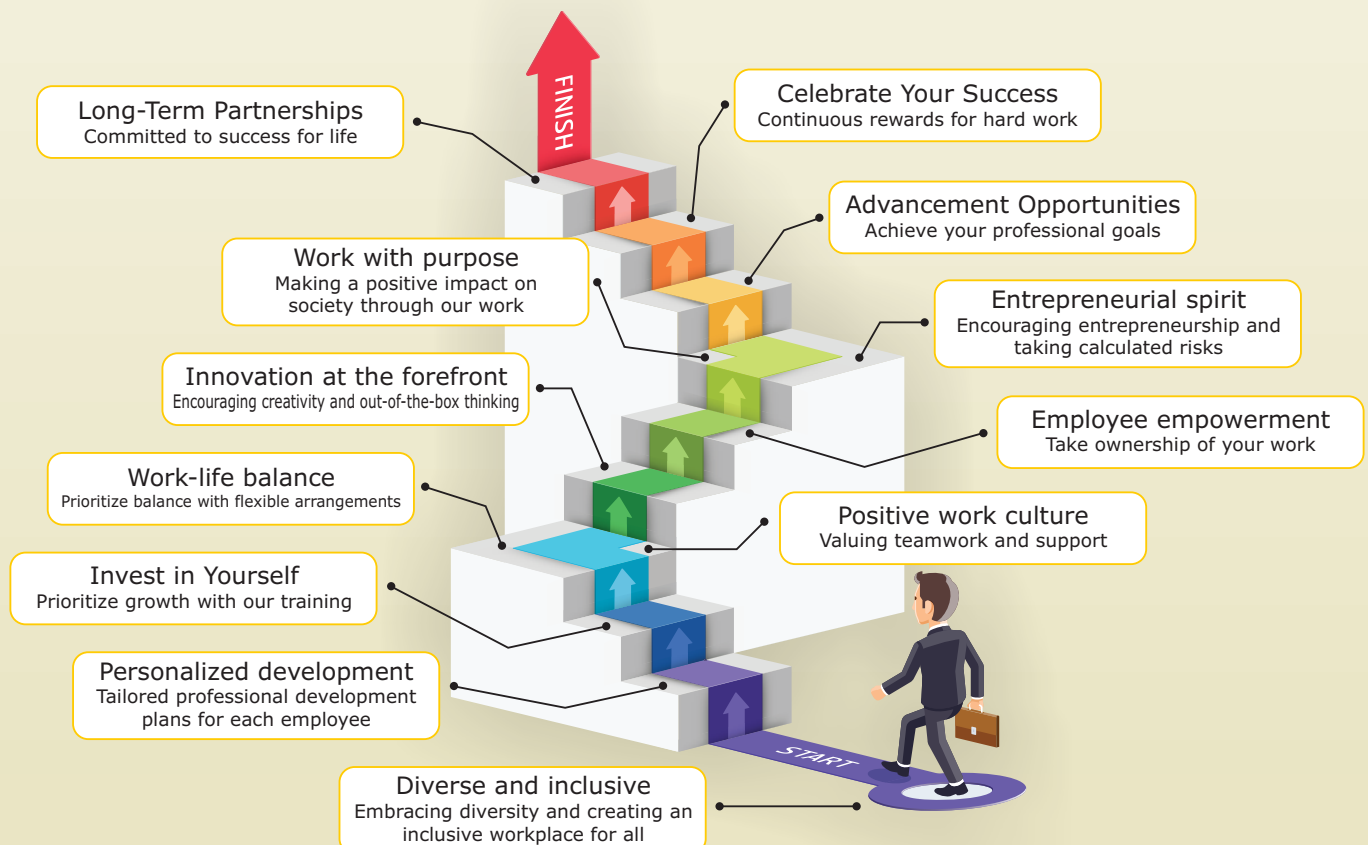 FINISH
Long-Term Partnerships
Committed to success for life
Celebrate Your Success
Continuous rewards for hard work
Advancement Opportunities
Achieve your professional goals
Work with purpose
Making a positive impact on
society through our work
Entrepreneurial spirit
Encouraging entrepreneurship and
taking calculated risks
Innovation at the forefront
Encouraging creativity and out-of-the-box thinking
Employee empowerment
Take ownership of your work
Work-life balance
Prioritize balance with flexible arrangements
Positive work culture
Valuing teamwork and support
Invest in Yourself
Prioritize growth with our training
Personalized development
Tailored professional development
plans for each employee
START
Diverse and inclusive
Embracing diversity and creating an
inclusive workplace for all